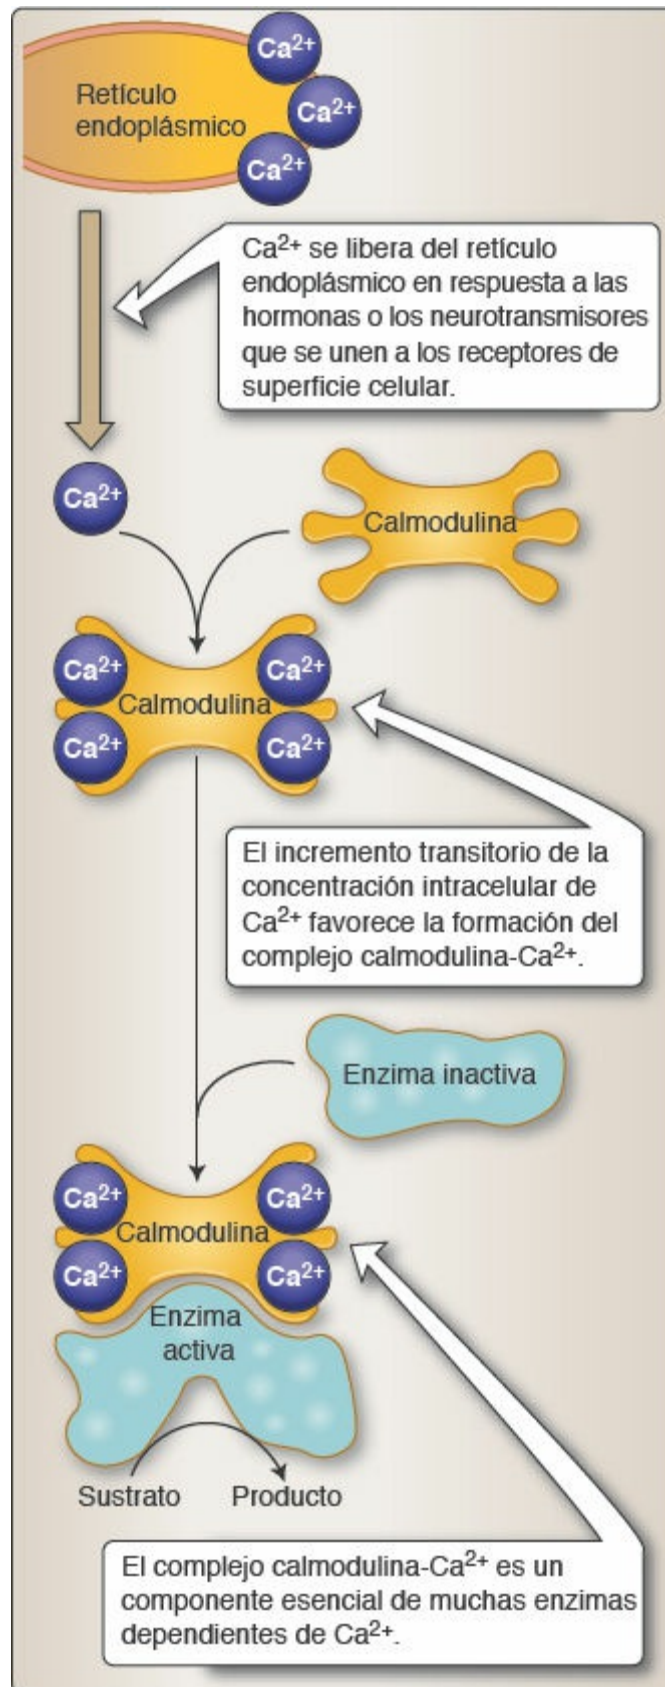 Ca2+
Retículo
endoplásmico
Ca2+
Ca2+
Ca2+ se libera del retículo
endoplásmico en respuesta a las
hormonas o los neurotransmisores
que se unen a los receptores de
superficie celular.
Ca2+
Calmodulina
Ca2+ Ca2+
Calmodulina
Ca2+ Ca2+
El incremento transitorio de la
concentración intracelular de
Ca2+ favorece la formación del
complejo calmodulina-Ca2+.
Enzima inactiva
Ca2+ Ca2+
Calmodulina
Ca2+ Ca2+
Enzima
activa
Sustrato Producto
El complejo calmodulina-Ca2+ es un
componente esencial de muchas enzimas
dependientes de Ca2+.